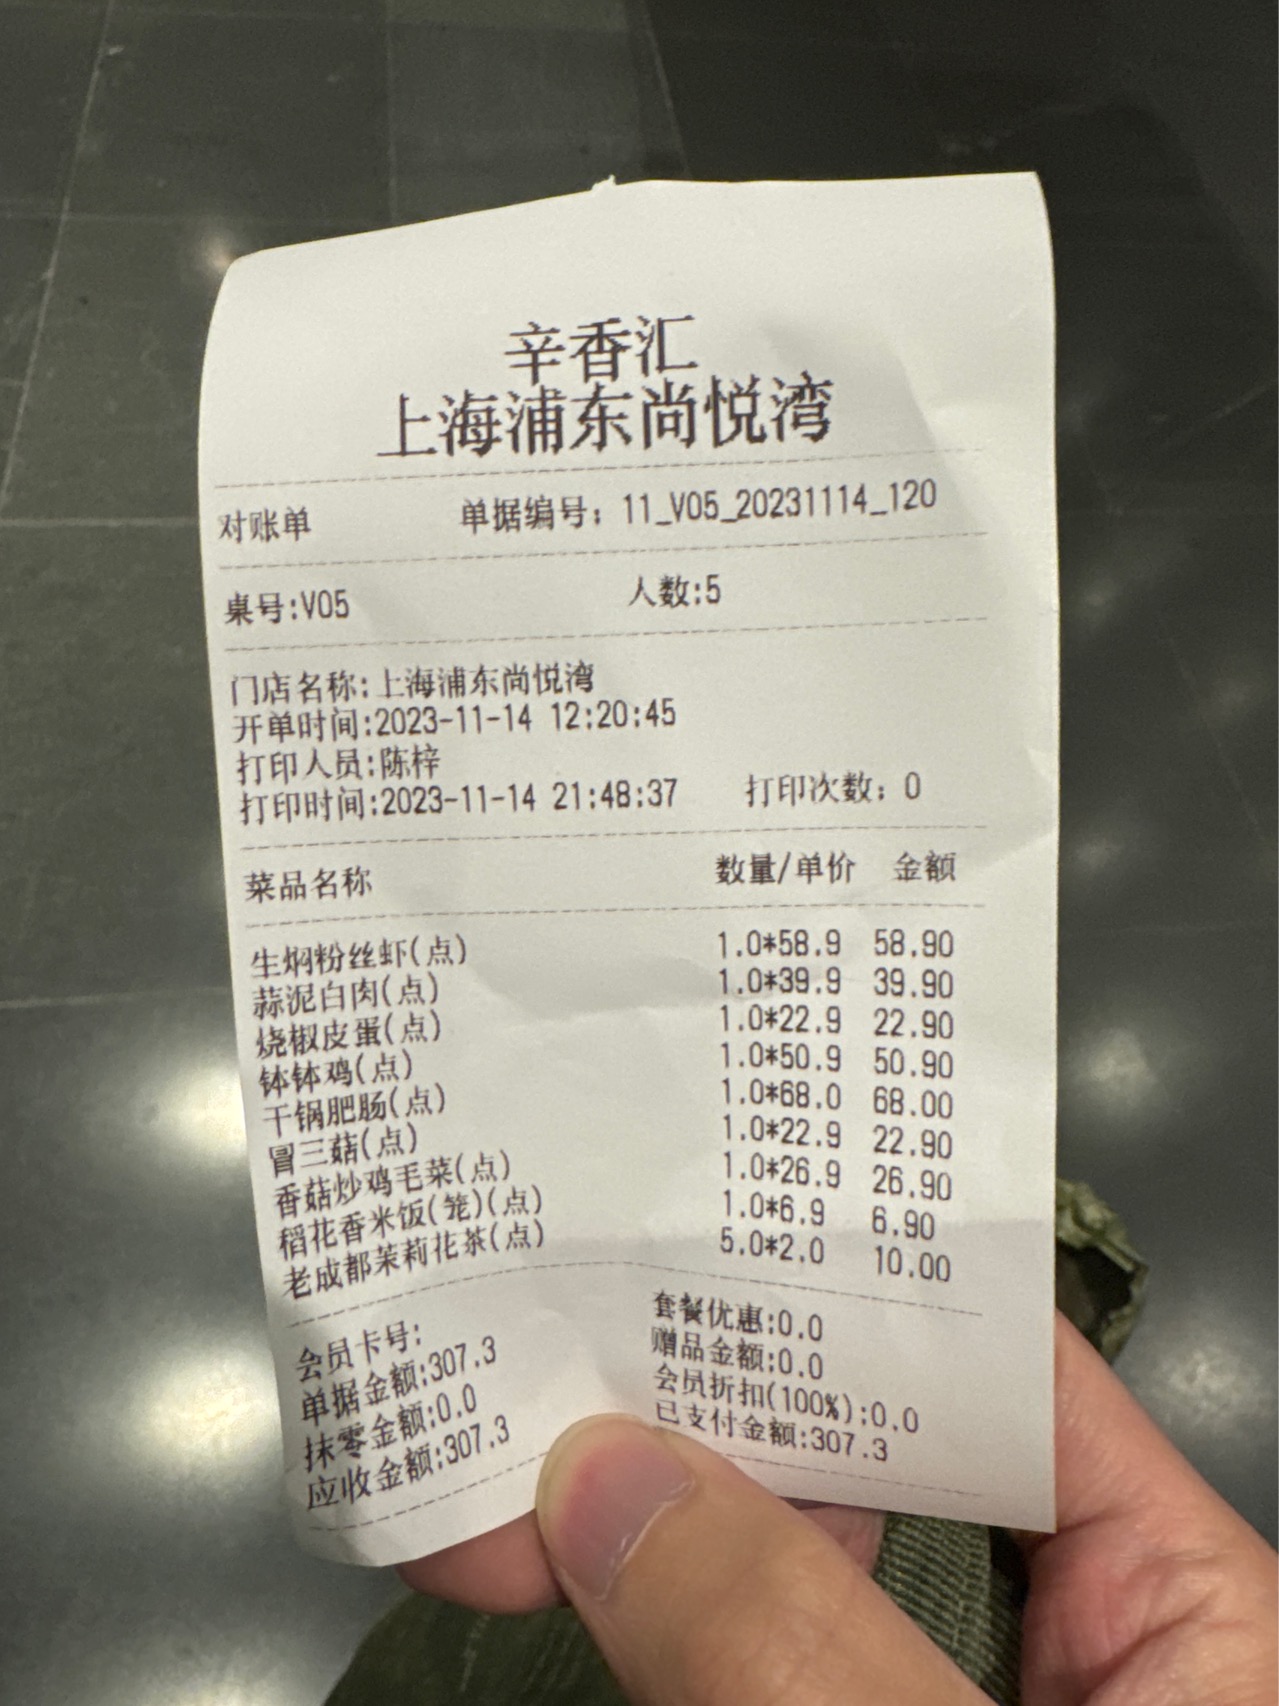 辛香汇
上海浦东尚悦湾
对账单 单据编号：11_V05_20231114_120
桌号:V05 人数:5
门店名称:上海浦东尚悦湾
开单时间:2023-11-14 12:20:45
打印人员:陈梓
打印时间:2023-11-14 21:48:37 打印次数：0
菜品名称 数量/单价 金额
生焖粉丝虾(点) 1.0*58.9 58.90
蒜泥白肉(点) 1.0*39.9 39.90
烧椒皮蛋(点) 1.0*22.9 22.90
钵钵鸡(点) 1.0*50.9 50.90
干锅肥肠(点) 1.0*68.0 68.00
冒三菇(点) 1.0*22.9 22.90
香菇炒鸡毛菜(点) 1.0*26.9 26.90
稻花香米饭(笼)(点) 1.0*6.9 6.90
老成都茉莉花茶(点) 5.0*2.0 10.00
会员卡号: 套餐优惠:0.0
单据金额:307.3 赠品金额:0.0
抹零金额:0.0 会员折扣(100%):0.0
应收金额:307.3 已支付金额:307.3